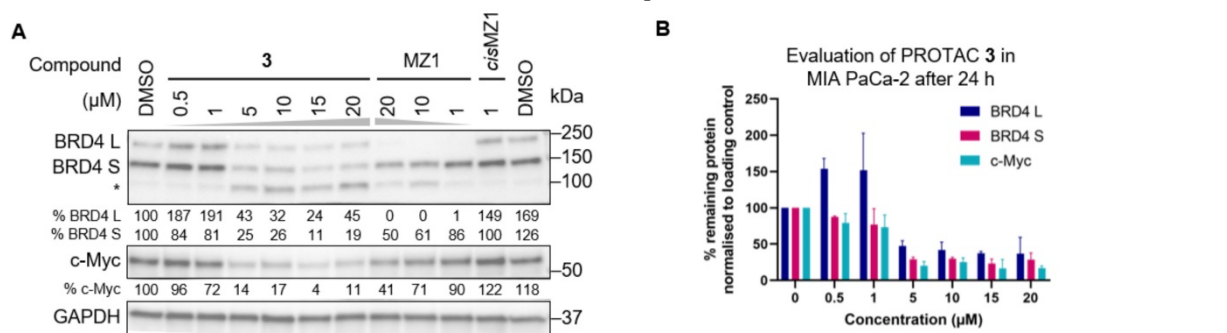 A
Compound
3
MZ1
cisMZ1
DMSO
(µM)
DMSO 0.5 1 5 10 15 20 20 10 1 1 DMSO
kDa
BRD4 L
BRD4 S
*
250
150
100
% BRD4 L 100 187 191 43 32 24 45 0 0 1 149 169
% BRD4 S 100 84 81 25 26 11 19 50 61 86 100 126
c-Myc
50
% c-Myc 100 96 72 14 17 4 11 41 71 90 122 118
GAPDH
37
B
Evaluation of PROTAC 3 in
MIA PaCa-2 after 24 h
% remaining protein
normalised to loading control
250
200
150
100
50
0
BRD4 L
BRD4 S
c-Myc
0 0.5 1 5 10 15 20
Concentration (µM)